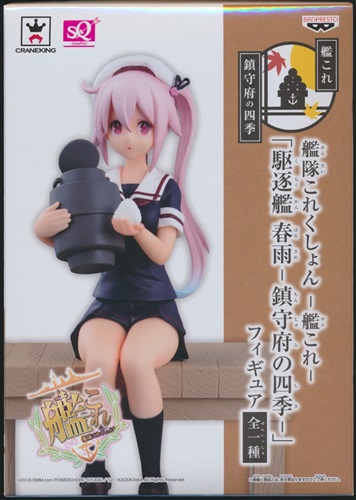 CRANEKING
SQ
Quality
BANPRESTO
艦これ
鎮守府の四季
艦隊これくしょん -艦これ-
「駆逐艦 春雨-鎮守府の四季-」
フィギュア 全一種
艦これ